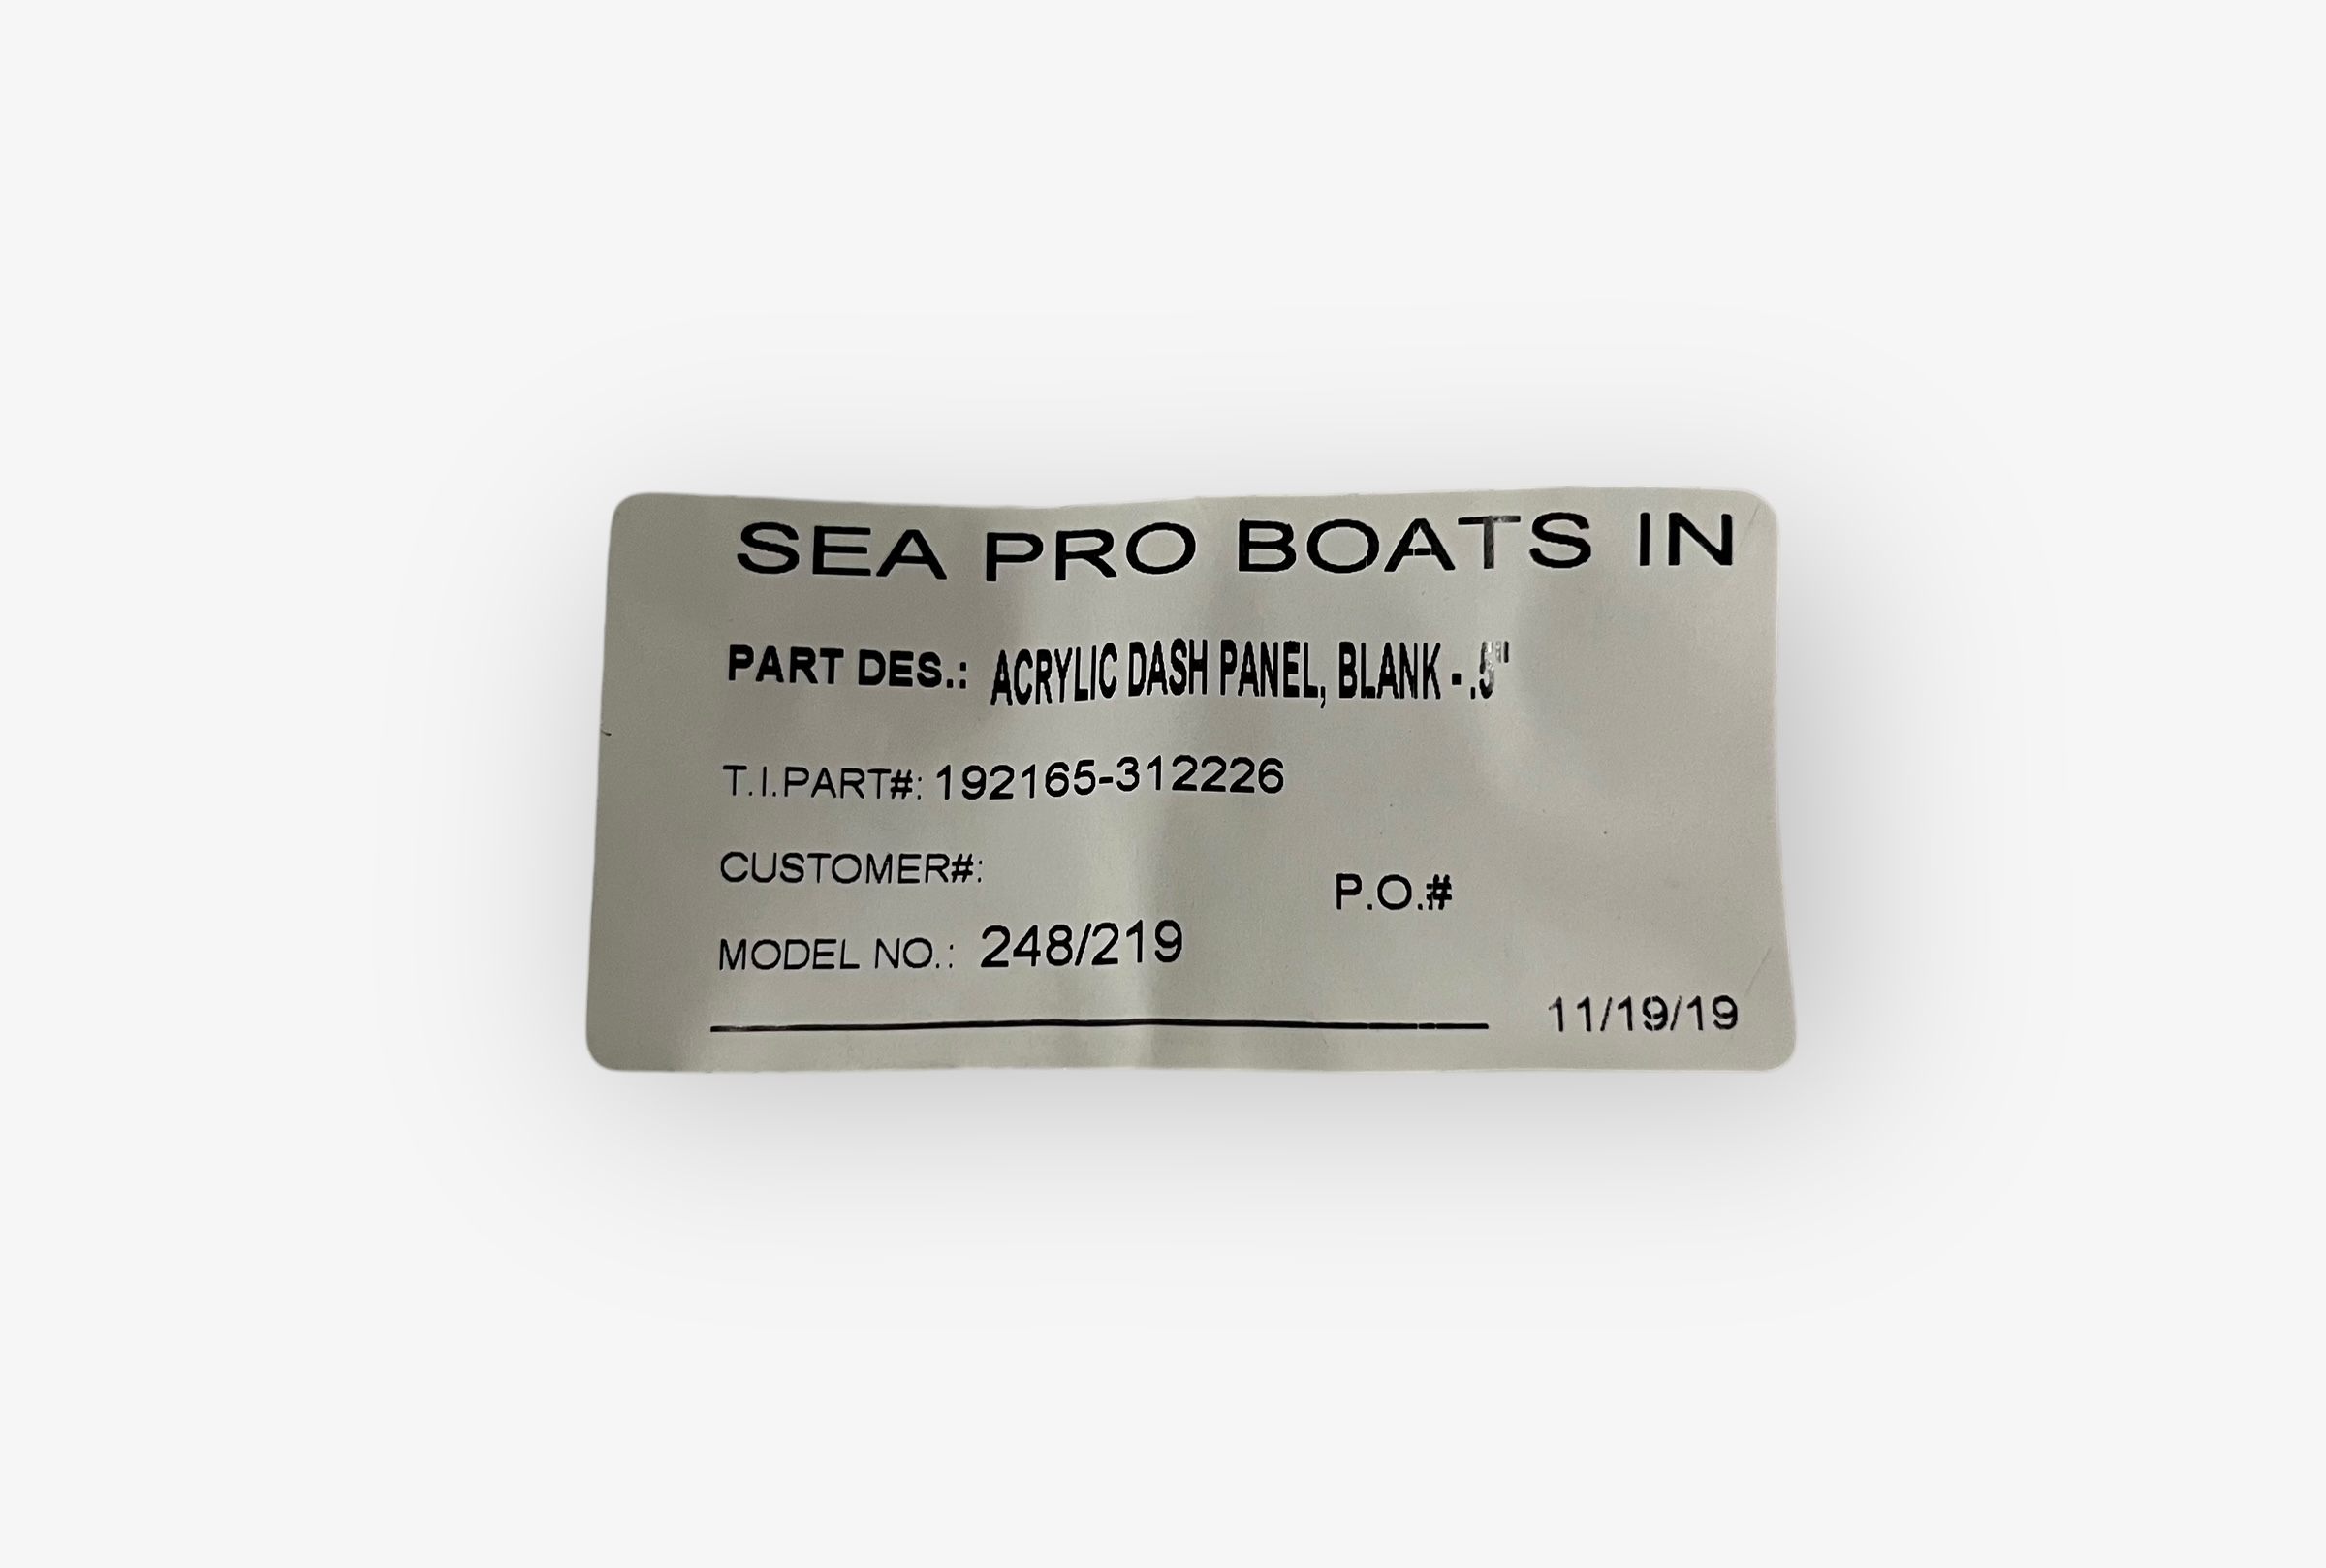 SEA PRO BOATS IN
PART DES.: ACRYLIC DASH PANEL, BLANK - .5"
T.I.PART#: 192165-312226
CUSTOMER#:
P.O.#
MODEL NO.: 248/219
11/19/19